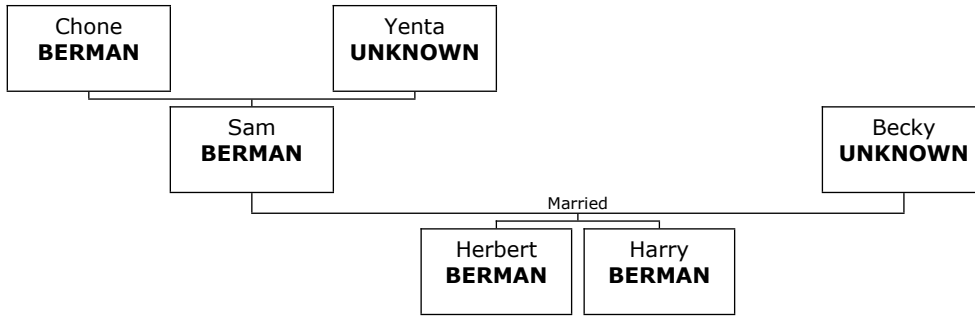 Chone
BERMAN
Yenta
UNKNOWN
Sam
BERMAN
Becky
UNKNOWN
Married
Herbert
BERMAN
Harry
BERMAN